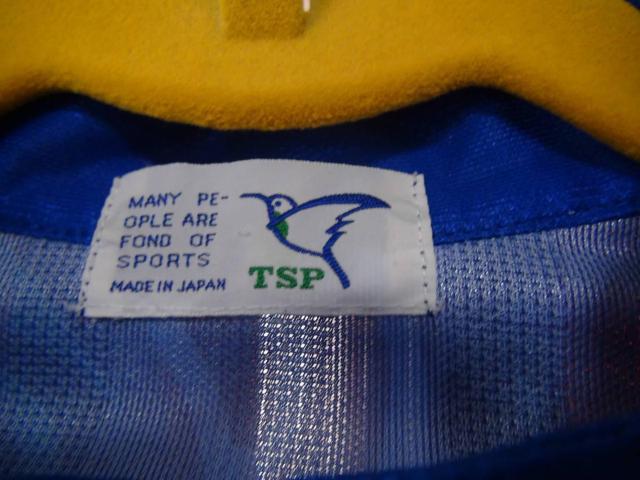 MANY PE-
OPLE ARE
FOND OF
SPORTS
MADE IN JAPAN
TSP